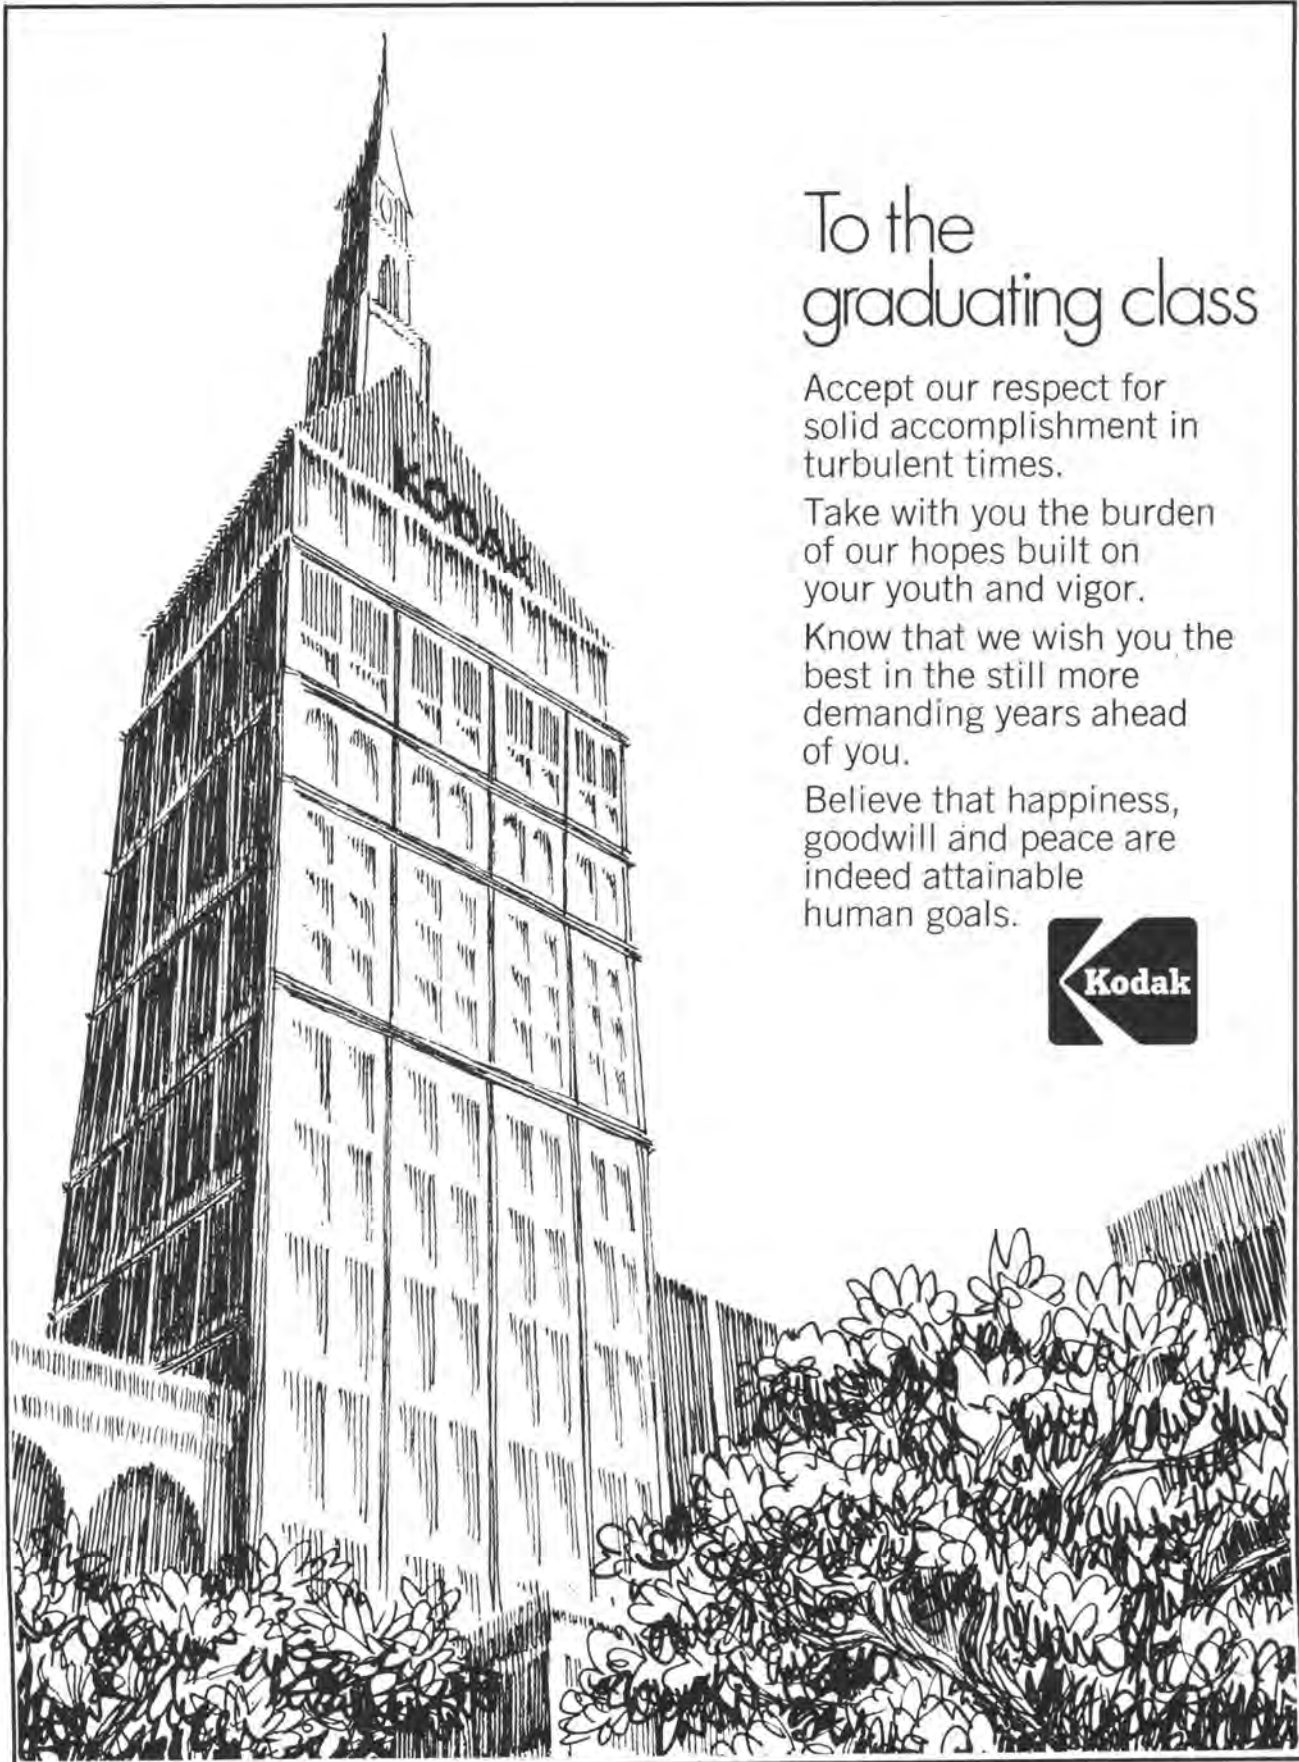 KODAK
To the
graduating class
Accept our respect for
solid accomplishment in
turbulent times.
Take with you the burden
of our hopes built on
your youth and vigor.
Know that we wish you the
best in the still more
demanding years ahead
of you.
Believe that happiness,
goodwill and peace are
indeed attainable
human goals.
Kodak